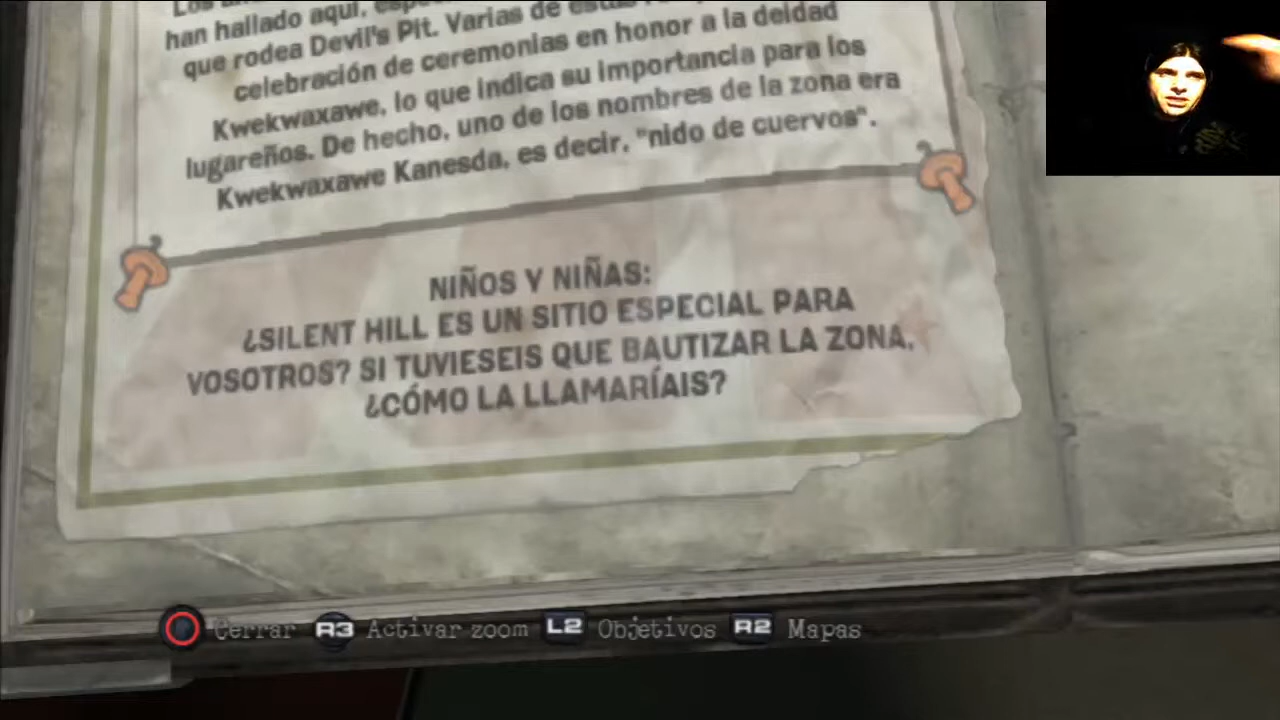 Los
han hallado aquí,
que rodea Devil's Pit. Varias de estas
celebración de ceremonias en honor a la deidad
Kwekwaxawe, lo que indica su importancia para los
lugareños. De hecho, uno de los nombres de la zona era
Kwekwaxawe Kanesda, es decir, "nido de cuervos".
NIÑOS Y NIÑAS:
¿SILENT HILL ES UN SITIO ESPECIAL PARA
VOSOTROS? SI TUVIESEIS QUE BAUTIZAR LA ZONA,
¿CÓMO LA LLAMARÍAIS?
Cerrar R3 Activar zoom L2 Objetivos R2 Mapas